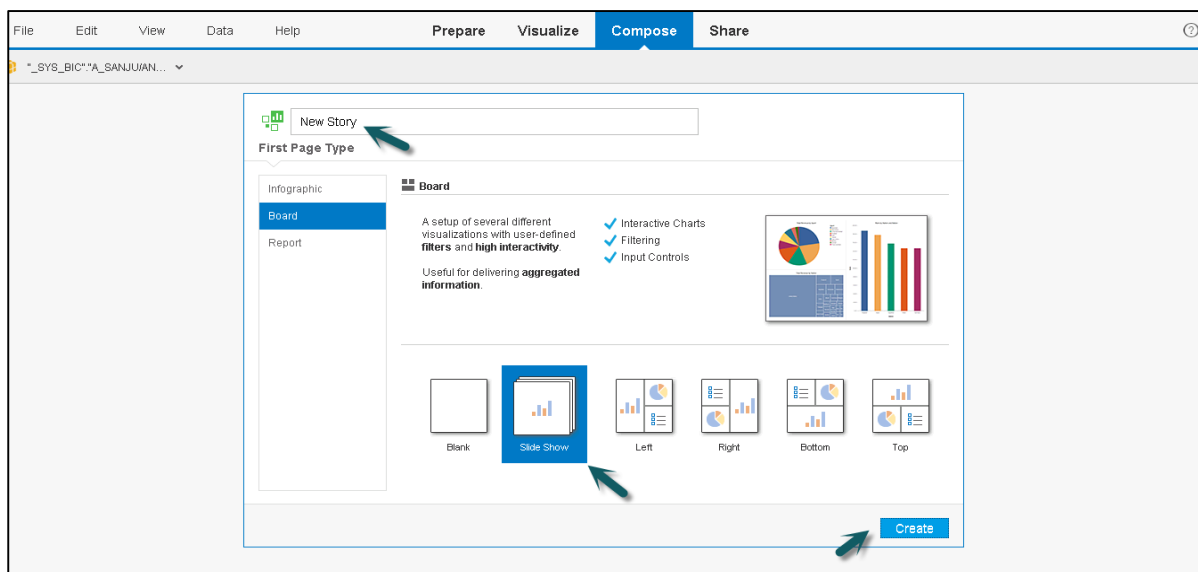 File Edit View Data Help Prepare Visualize Compose Share ?
"_SYS_BIC"."A_SANJU/AN...
New Story
First Page Type
Infographic
Board
Report
Board
A setup of several different
visualizations with user-defined
filters and high interactivity.
Useful for delivering aggregated
information.
Interactive Charts
Filtering
Input Controls
Blank
Slide Show
Left
Right
Bottom
Top
Create